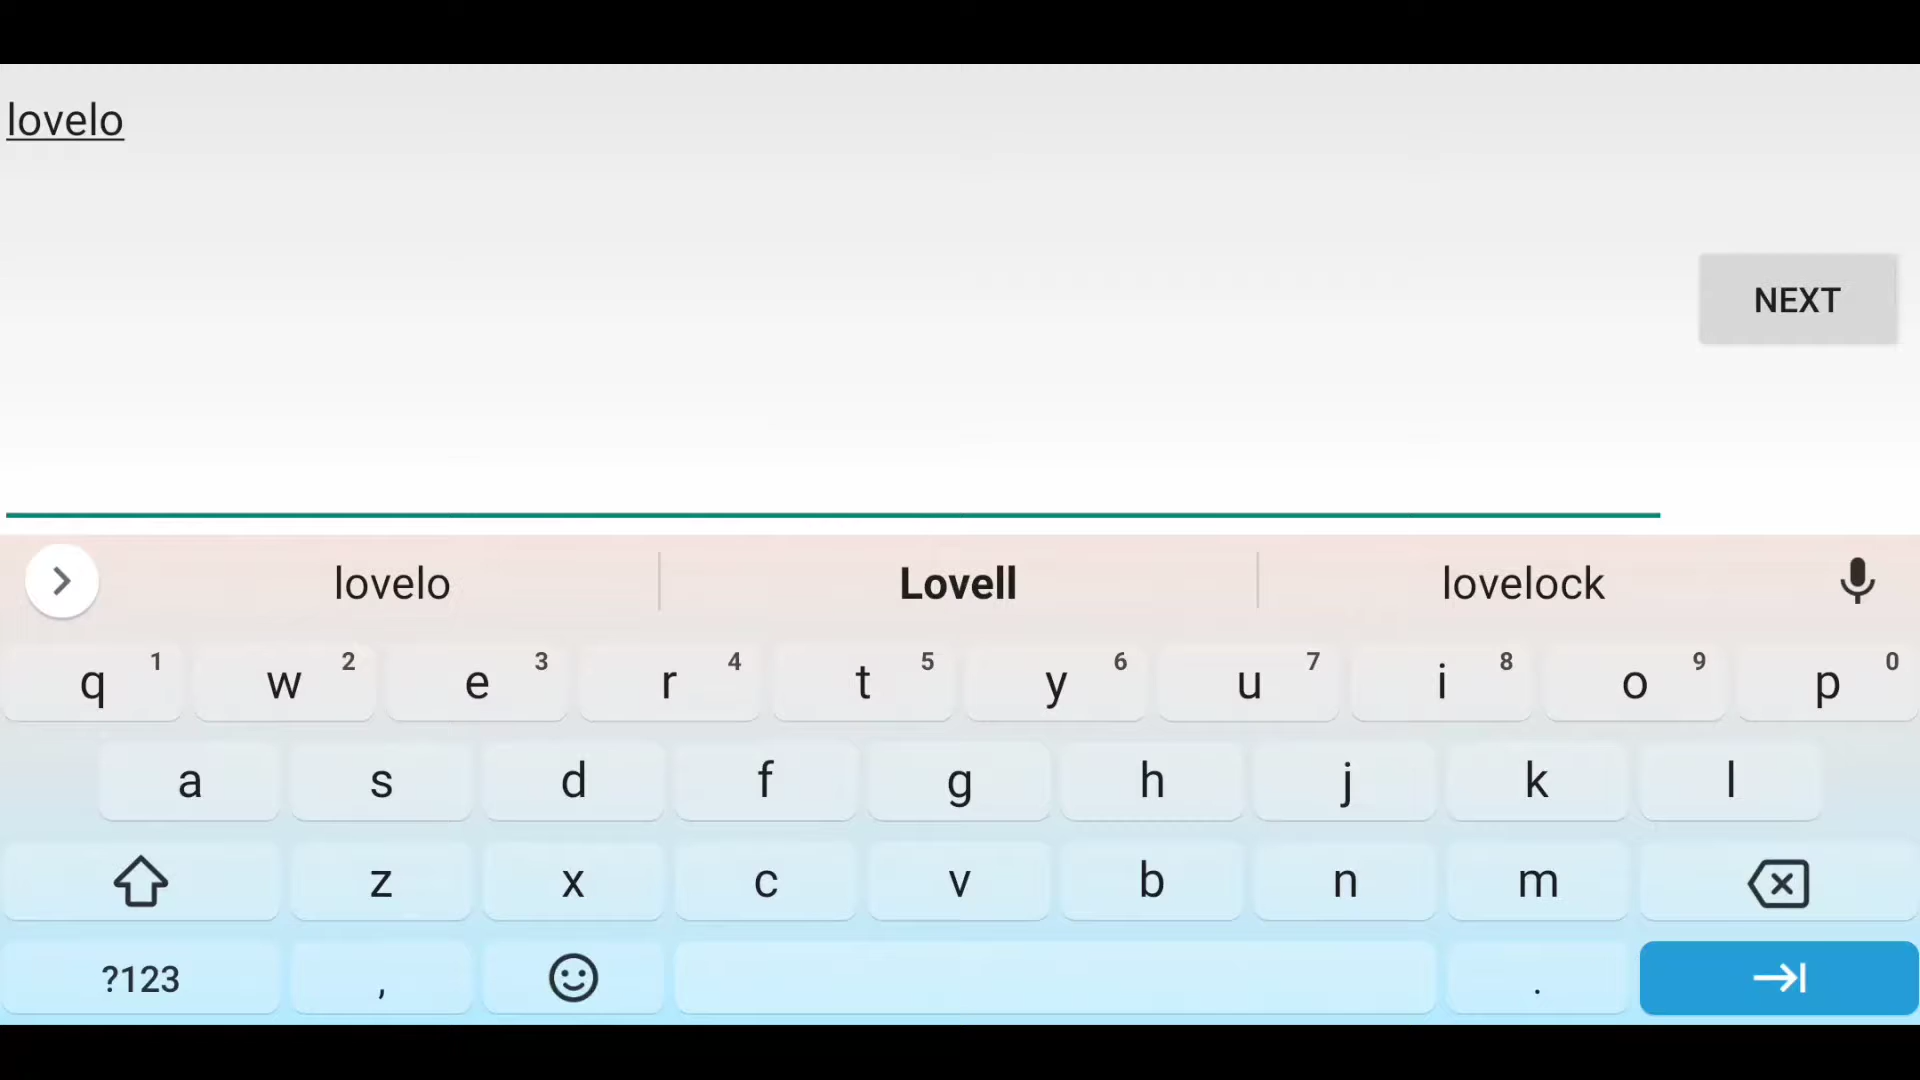 lovelo
NEXT
lovelo Lovell lovelock
q 1 w 2 e 3 r 4 t 5 y 6 u 7 i 8 o 9 p 0
a s d f g h j k l
z x c v b n m
?123 , .